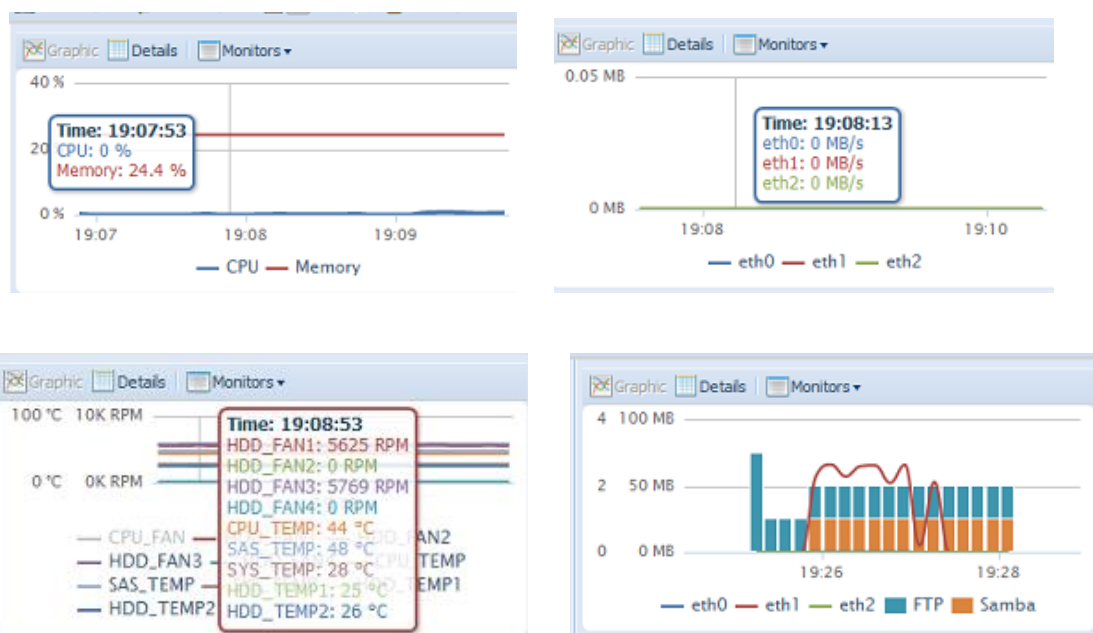 Graphic Details Monitors
40 %
Time: 19:07:53
20 CPU: 0 %
Memory: 24.4 %
0 %
19:07 19:08 19:09
CPU Memory
Graphic Details Monitors
0.05 MB
Time: 19:08:13
eth0: 0 MB/s
eth1: 0 MB/s
eth2: 0 MB/s
0 MB
19:08 19:10
eth0 eth1 eth2
Graphic Details Monitors
100 °C 10K RPM
Time: 19:08:53
HDD_FAN1: 5625 RPM
HDD_FAN2: 0 RPM
0 °C 0K RPM
HDD_FAN3: 5769 RPM
HDD_FAN4: 0 RPM
CPU_TEMP: 44 °C
SAS_TEMP: 48 °C
SYS_TEMP: 28 °C
HDD_TEMP1: 25 °C
HDD_TEMP2: 26 °C
CPU_FAN
HDD_FAN3
SAS_TEMP
HDD_TEMP2
Graphic Details Monitors
4 100 MB
2 50 MB
0 0 MB
19:26 19:28
eth0 eth1 eth2 FTP Samba